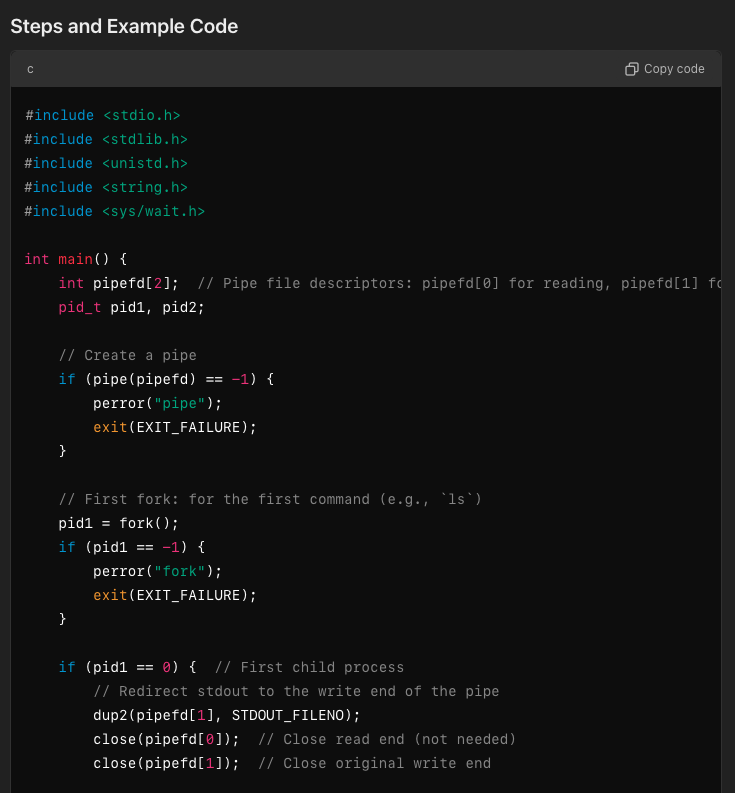 Steps and Example Code
c
Copy code
#include <stdio.h>
#include <stdlib.h>
#include <unistd.h>
#include <string.h>
#include <sys/wait.h>
int main() {
int pipefd[2];  // Pipe file descriptors: pipefd[0] for reading, pipefd[1] fo
pid_t pid1, pid2;
// Create a pipe
if (pipe(pipefd) == -1) {
perror("pipe");
exit(EXIT_FAILURE);
}
// First fork: for the first command (e.g., `ls`)
pid1 = fork();
if (pid1 == -1) {
perror("fork");
exit(EXIT_FAILURE);
}
if (pid1 == 0) {  // First child process
// Redirect stdout to the write end of the pipe
dup2(pipefd[1], STDOUT_FILENO);
close(pipefd[0]);  // Close read end (not needed)
close(pipefd[1]);  // Close original write end